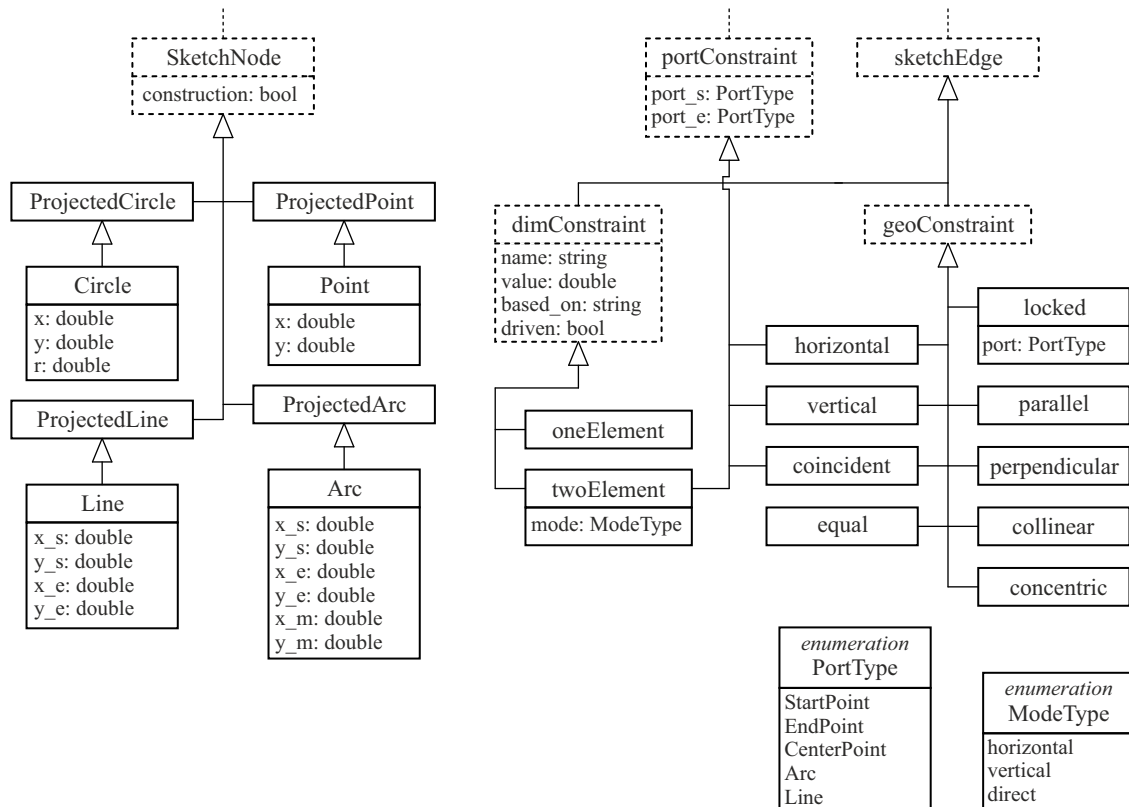 SketchNode
construction: bool
ProjectedCircle
ProjectedPoint
Circle
x: double
y: double
r: double
Point
x: double
y: double
ProjectedLine
ProjectedArc
Line
x_s: double
y_s: double
x_e: double
y_e: double
Arc
x_s: double
y_s: double
x_e: double
y_e: double
x_m: double
y_m: double
portConstraint
port_s: PortType
port_e: PortType
sketchEdge
dimConstraint
name: string
value: double
based_on: string
driven: bool
geoConstraint
oneElement
twoElement
mode: ModeType
horizontal
vertical
coincident
equal
locked
port: PortType
parallel
perpendicular
collinear
concentric
enumeration
PortType
StartPoint
EndPoint
CenterPoint
Arc
Line
enumeration
ModeType
horizontal
vertical
direct